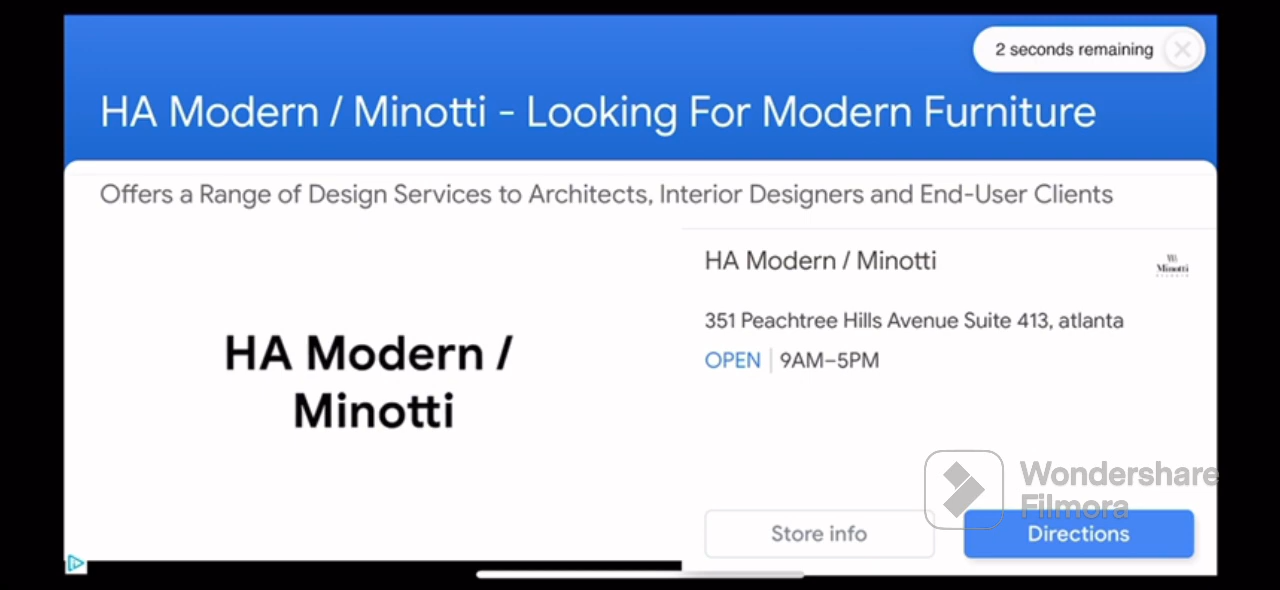 2 seconds remaining
HA Modern / Minotti - Looking For Modern Furniture
Offers a Range of Design Services to Architects, Interior Designers and End-User Clients
HA Modern /
Minotti
HA Modern / Minotti
Minotti
351 Peachtree Hills Avenue Suite 413, atlanta
OPEN | 9AM–5PM
Wondershare
Filmora
Store info
Directions